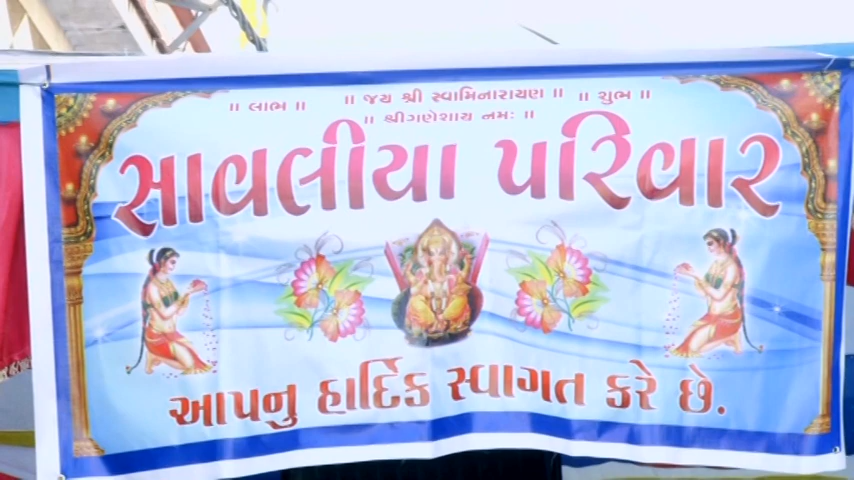 ॥ લાભ ॥ ॥ જય શ્રી સ્વામિનારાયણ ॥ ॥ શુભ ॥
॥ શ્રી ગણેશાય નમઃ ॥
સાવલીયા પરિવાર
આપનુ હાર્દિક સ્વાગત કરે છે.